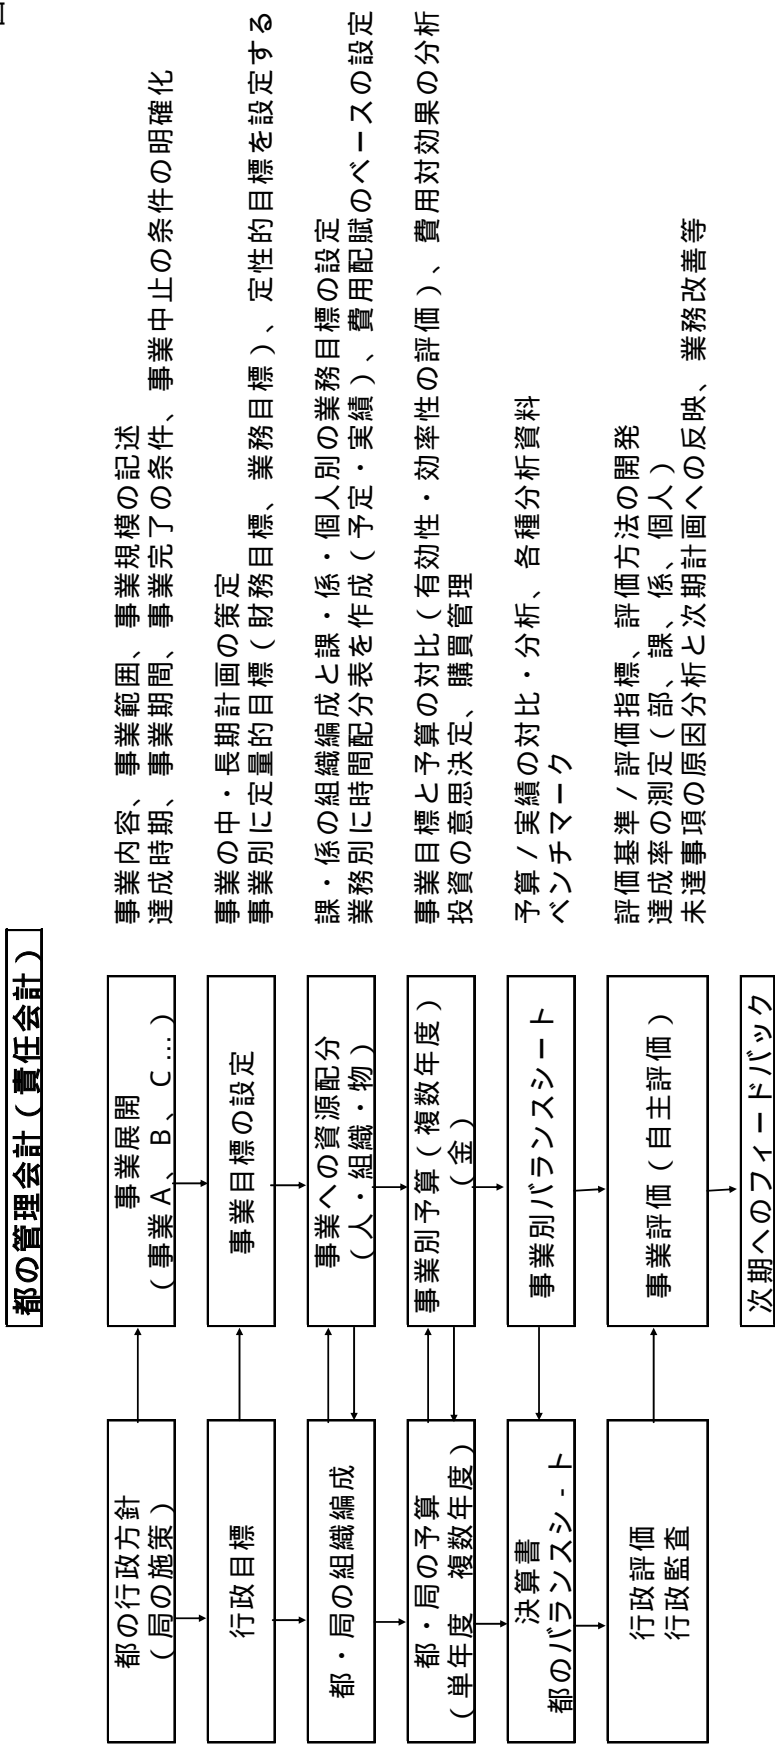 都の管理会計（責任会計）
都の行政方針
（局の施策）
事業展開
（事業A、B、C…）
事業内容、事業範囲、事業規模の記述
達成時期、事業期間、事業完了の条件、事業中止の条件の明確化
行政目標
事業目標の設定
事業の中・長期計画の策定
事業別に定量的目標（財務目標、業務目標）、定性的目標を設定する
都・局の組織編成
事業への資源配分
（人・組織・物）
課・係の組織編成と課・係・個人別の業務目標の設定
業務別に時間配分表を作成（予定・実績）、費用配賦のベースの設定
都・局の予算
（単年度　複数年度）
事業別予算（複数年度）
（金）
事業目標と予算の対比（有効性・効率性の評価）、費用対効果の分析
投資の意思決定、購買管理
決算書
都のバランスシ-ト
事業別バランスシート
予算／実績の対比・分析、各種分析資料
ベンチマーク
行政評価
行政監査
事業評価（自主評価）
評価基準／評価指標、評価方法の開発
達成率の測定（部、課、係、個人）
未達事項の原因分析と次期計画への反映、業務改善等
次期へのフィードバック